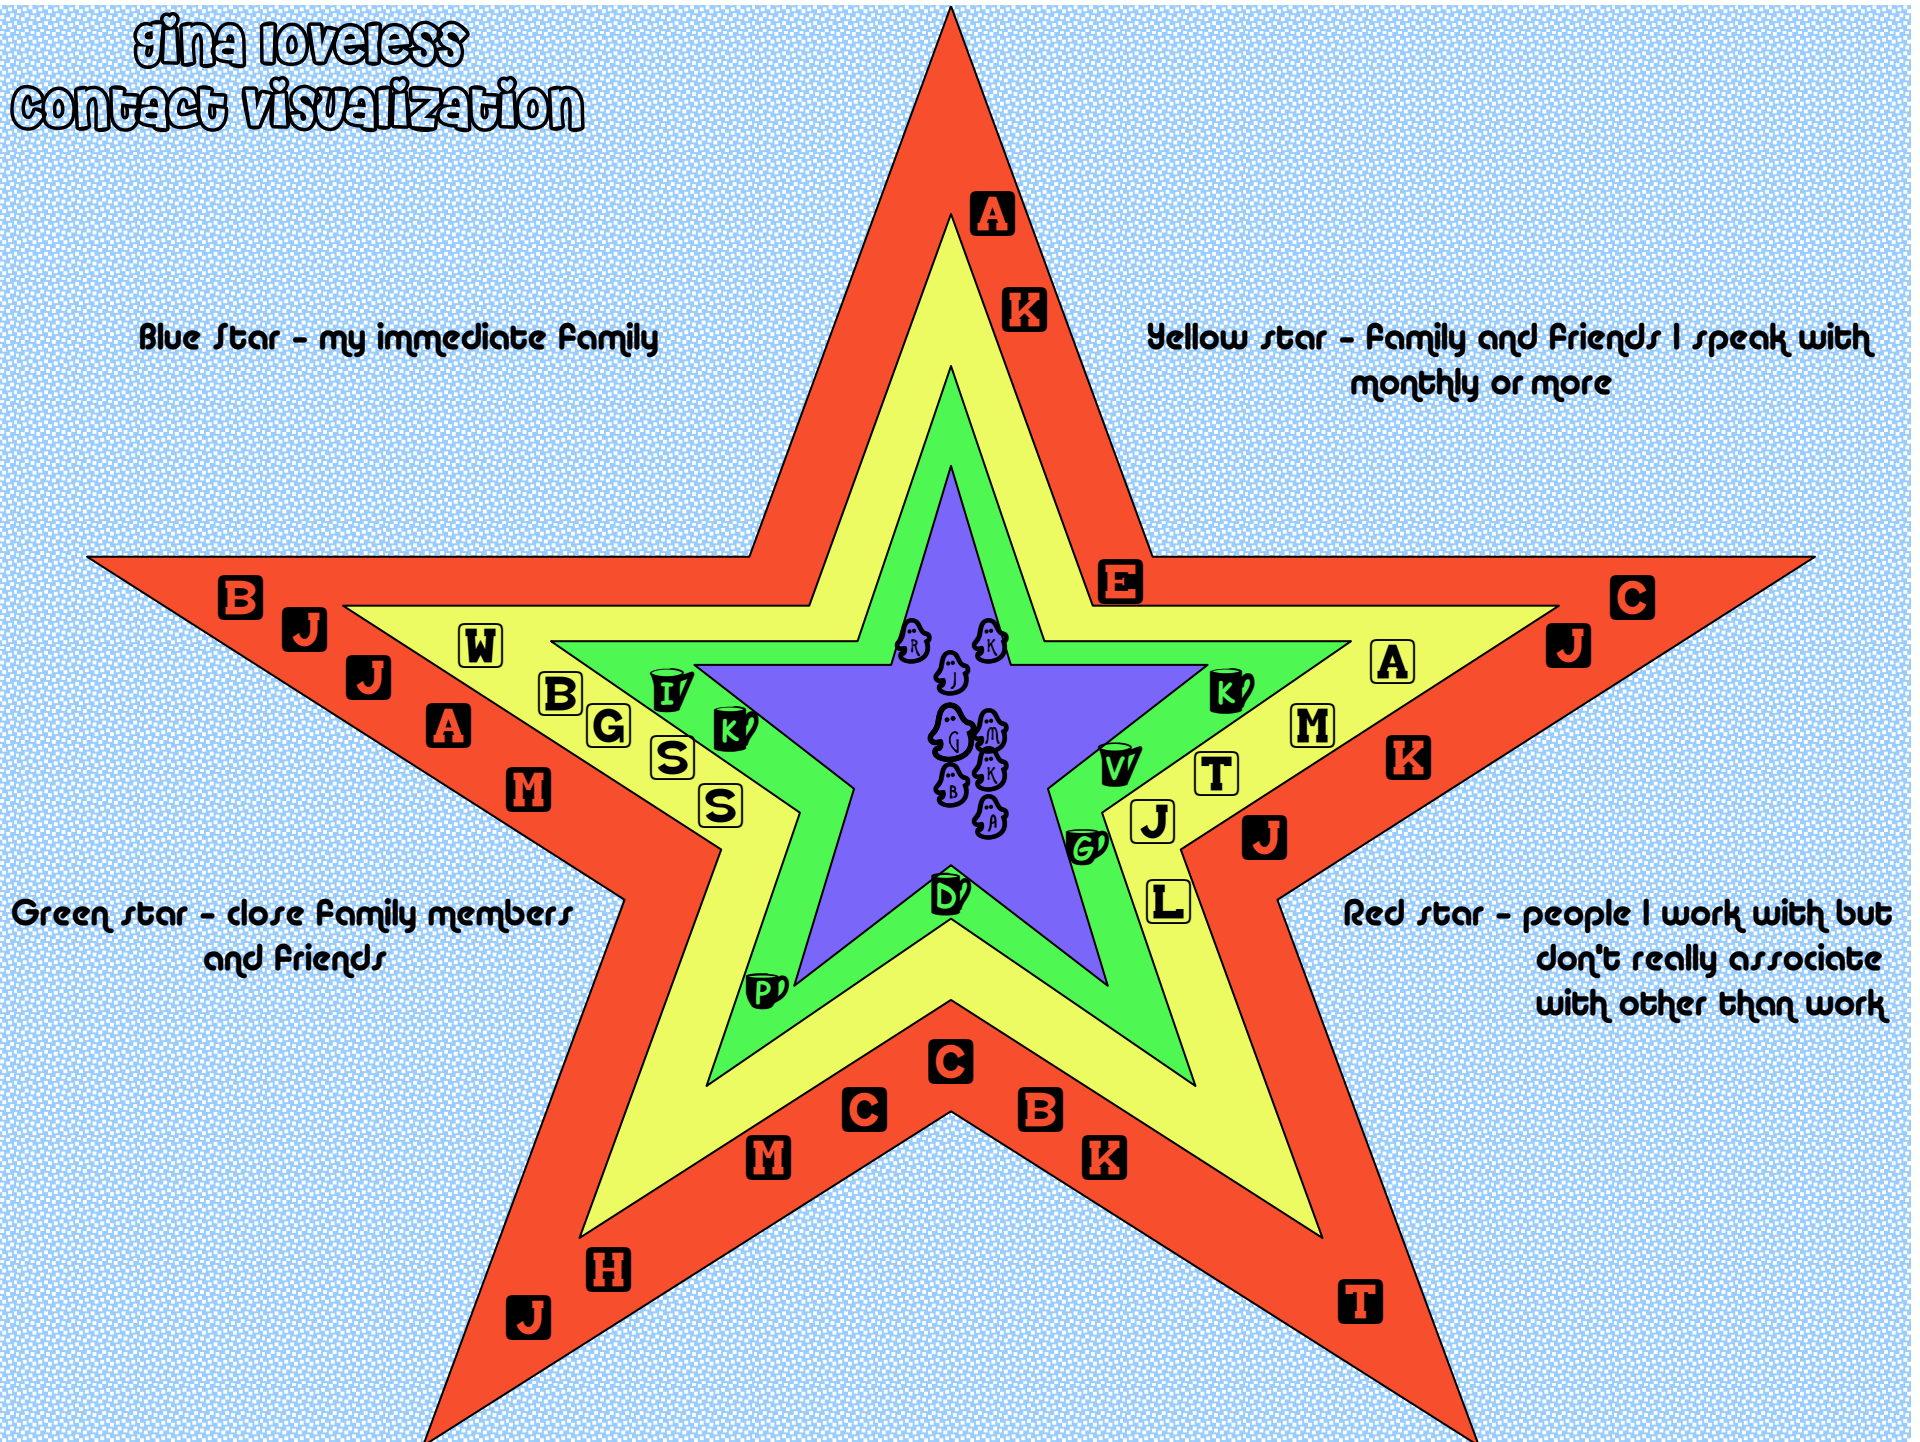 gina loveless
contact visualization
A
K
Blue Star - my immediate family
Yellow star - family and friends I speak with
monthly or more
E
B
C
J
J
W
A
R
K
J
J
B
I
K
A
M
A
G
K
M
G
M
S
V
K
T
M
K
B
S
A
J
J
G
D
L
Green star - close family members
and friends
Red star - people I work with but
don't really associate
with other than work
P
C
C
B
M
K
H
J
T